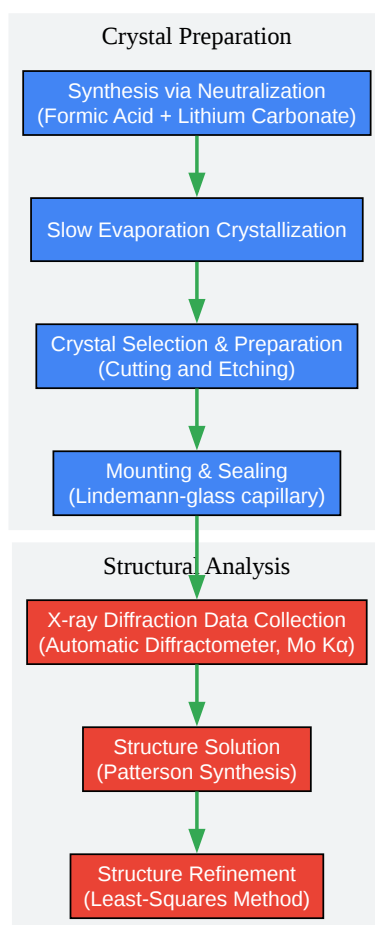 Crystal Preparation
Synthesis via Neutralization
(Formic Acid + Lithium Carbonate)
Slow Evaporation Crystallization
Crystal Selection & Preparation
(Cutting and Etching)
Mounting & Sealing
(Lindemann-glass capillary)
Structural Analysis
X-ray Diffraction Data Collection
(Automatic Diffractometer, Mo Kα)
Structure Solution
(Patterson Synthesis)
Structure Refinement
(Least-Squares Method)